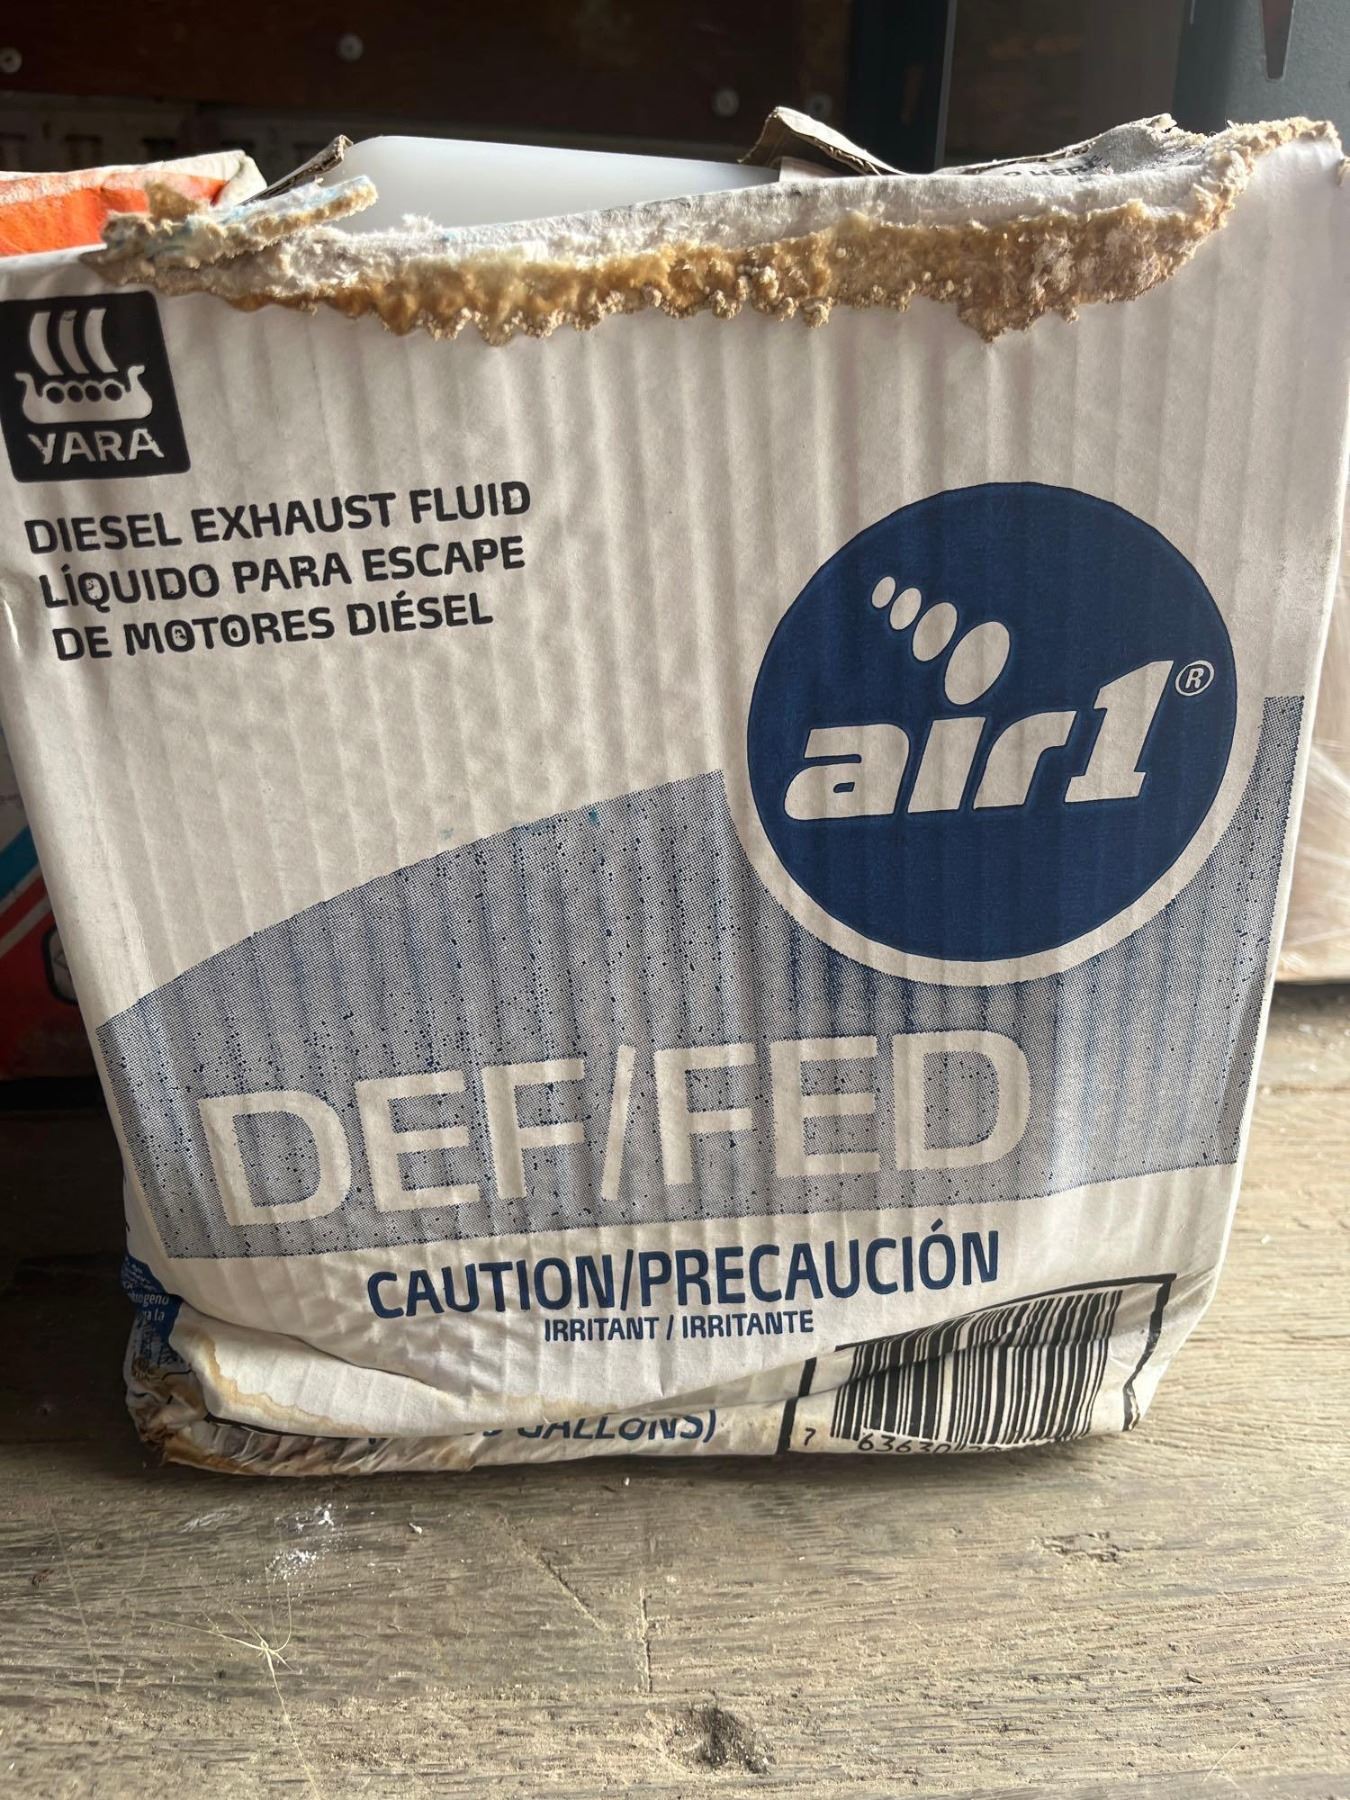 YARA
DIESEL EXHAUST FLUID
LÍQUIDO PARA ESCAPE
DE MOTORES DIÉSEL
air1®
DEF/FED
CAUTION/PRECAUCIÓN
IRRITANT / IRRITANTE
GALLONS)
7